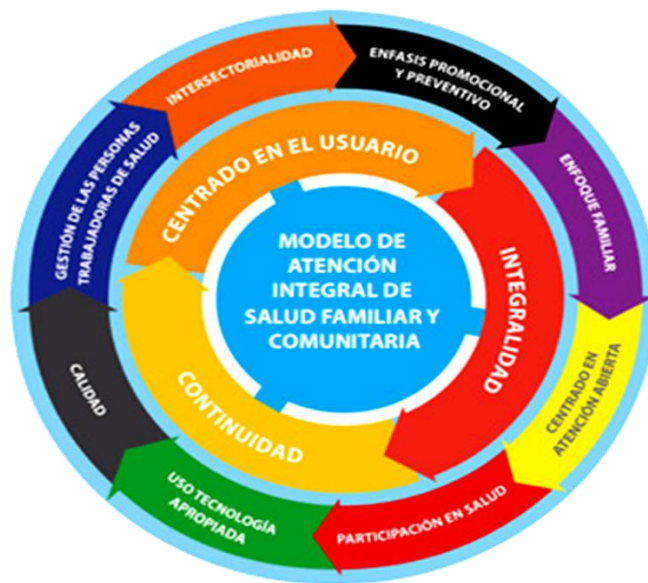 INTERSECTORIALIDAD
ENFASIS PROMOCIONAL
Y PREVENTIVO
ENFOQUE FAMILIAR
CENTRADO EN
ATENCIÓN ABIERTA
PARTICIPACIÓN EN SALUD
USO TECNOLOGÍA
APROPIADA
CALIDAD
GESTIÓN DE LAS PERSONAS
TRABAJADORAS DE SALUD
CENTRADO EN EL USUARIO
INTEGRALIDAD
CONTINUIDAD
MODELO DE
ATENCIÓN
INTEGRAL DE
SALUD FAMILIAR Y
COMUNITARIA